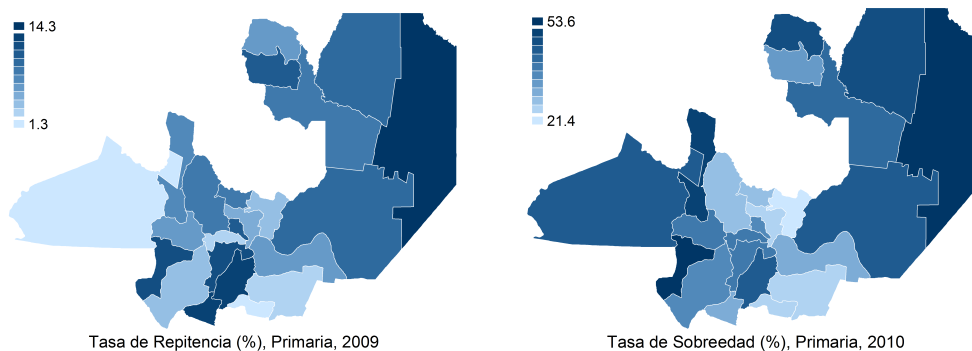 14.3
1.3
Tasa de Repitencia (%), Primaria, 2009
53.6
21.4
Tasa de Sobreedad (%), Primaria, 2010